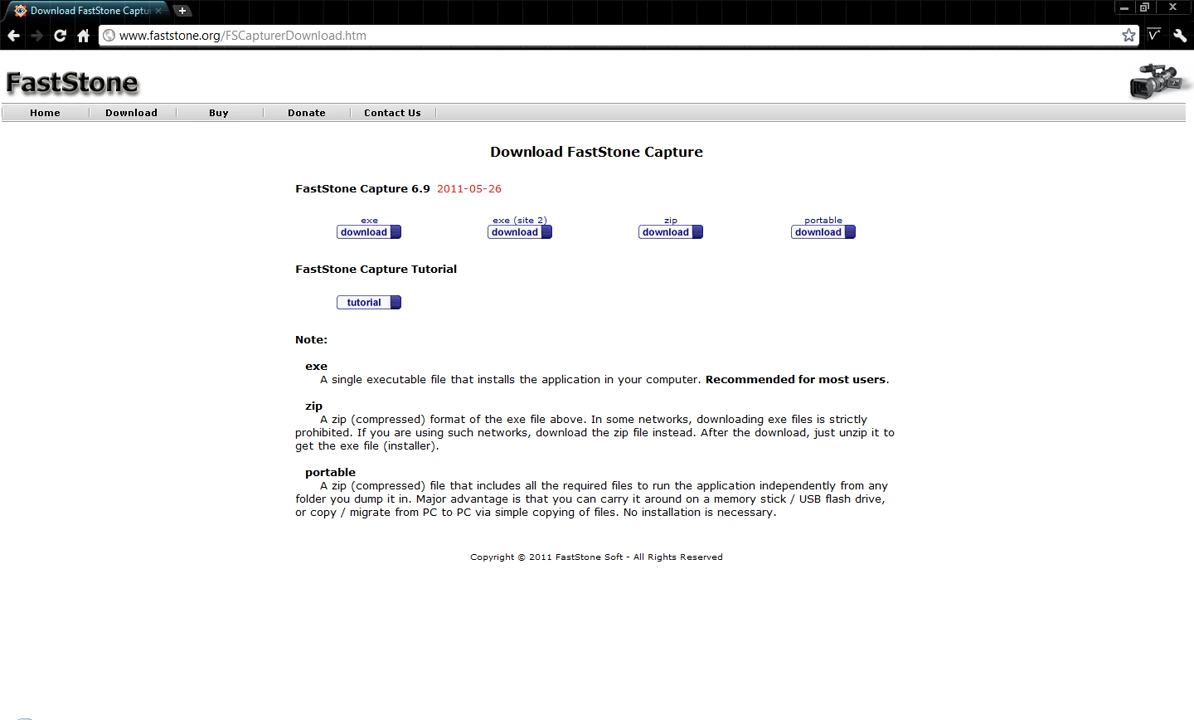 Download FastStone Captu
www.faststone.org/FSCapturerDownload.htm
FastStone
Home Download Buy Donate Contact Us
Download FastStone Capture
FastStone Capture 6.9 2011-05-26
exe exe (site 2) zip portable
download download download download
FastStone Capture Tutorial
tutorial
Note:
exe
A single executable file that installs the application in your computer. Recommended for most users.
zip
A zip (compressed) format of the exe file above. In some networks, downloading exe files is strictly
prohibited. If you are using such networks, download the zip file instead. After the download, just unzip it to
get the exe file (installer).
portable
A zip (compressed) file that includes all the required files to run the application independently from any
folder you dump it in. Major advantage is that you can carry it around on a memory stick / USB flash drive,
or copy / migrate from PC to PC via simple copying of files. No installation is necessary.
Copyright © 2011 FastStone Soft - All Rights Reserved